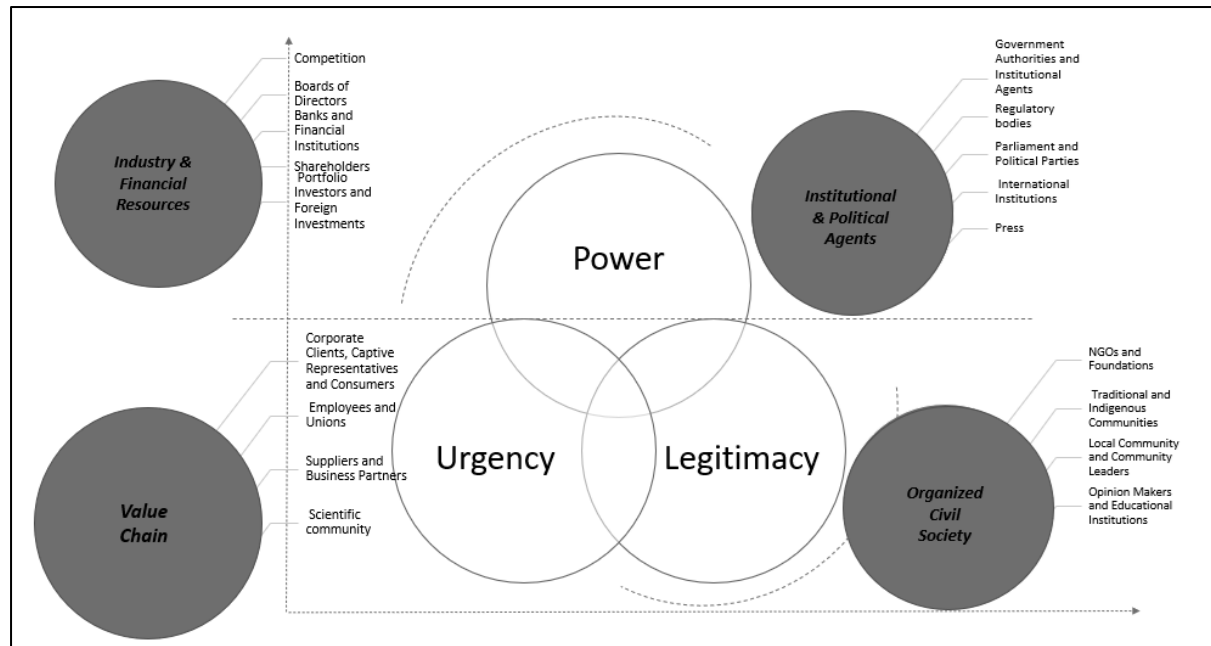 Competition
Boards of
Directors
Banks and
Financial
Institutions
Shareholders
Portfolio
Investors and
Foreign
Investments
Industry &
Financial
Resources
Government
Authorities and
Institutional
Agents
Regulatory
bodies
Parliament and
Political Parties
International
Institutions
Press
Institutional
& Political
Agents
Power
Urgency
Legitimacy
Corporate
Clients, Captive
Representatives
and Consumers
Employees and
Unions
Suppliers and
Business Partners
Scientific
community
Value
Chain
NGOs and
Foundations
Traditional and
Indigenous
Communities
Local Community
and Community
Leaders
Opinion Makers
and Educational
Institutions
Organized
Civil
Society